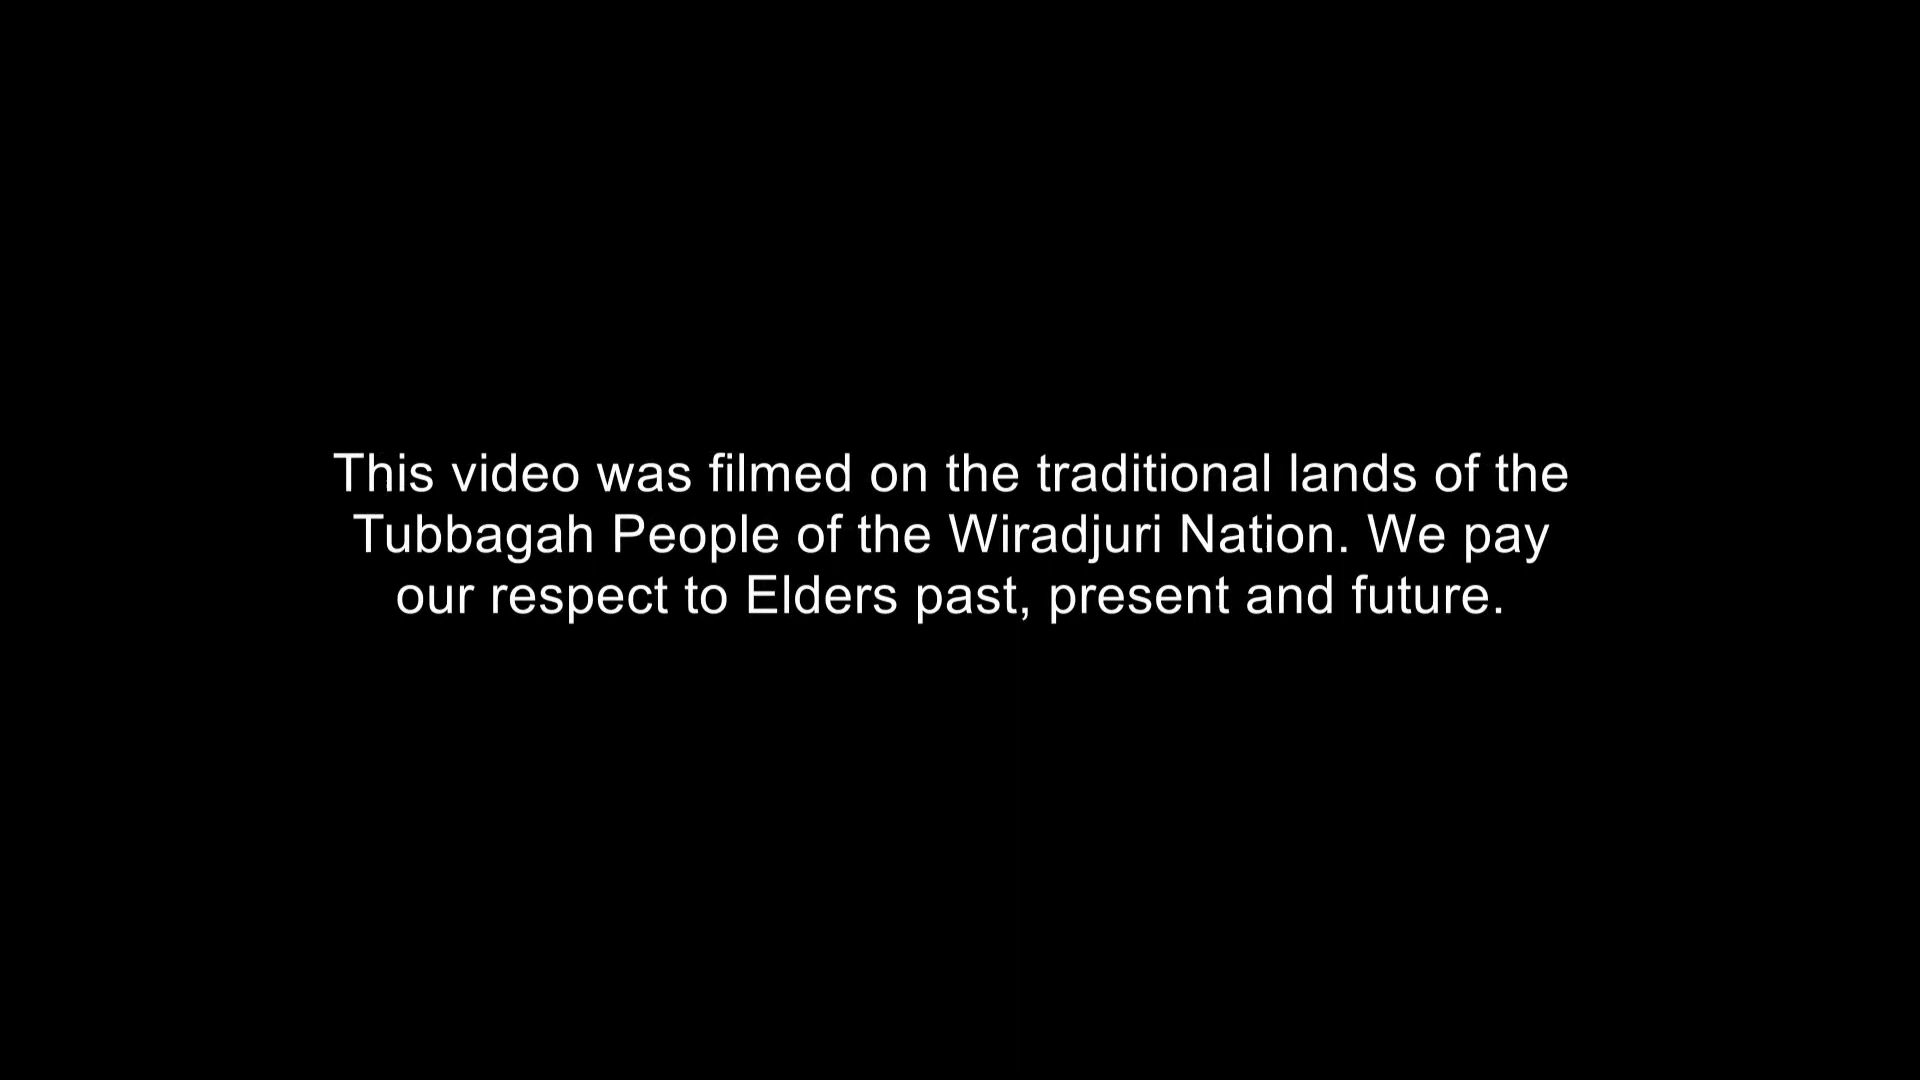 This video was filmed on the traditional lands of the
Tubbagah People of the Wiradjuri Nation. We pay
our respect to Elders past, present and future.